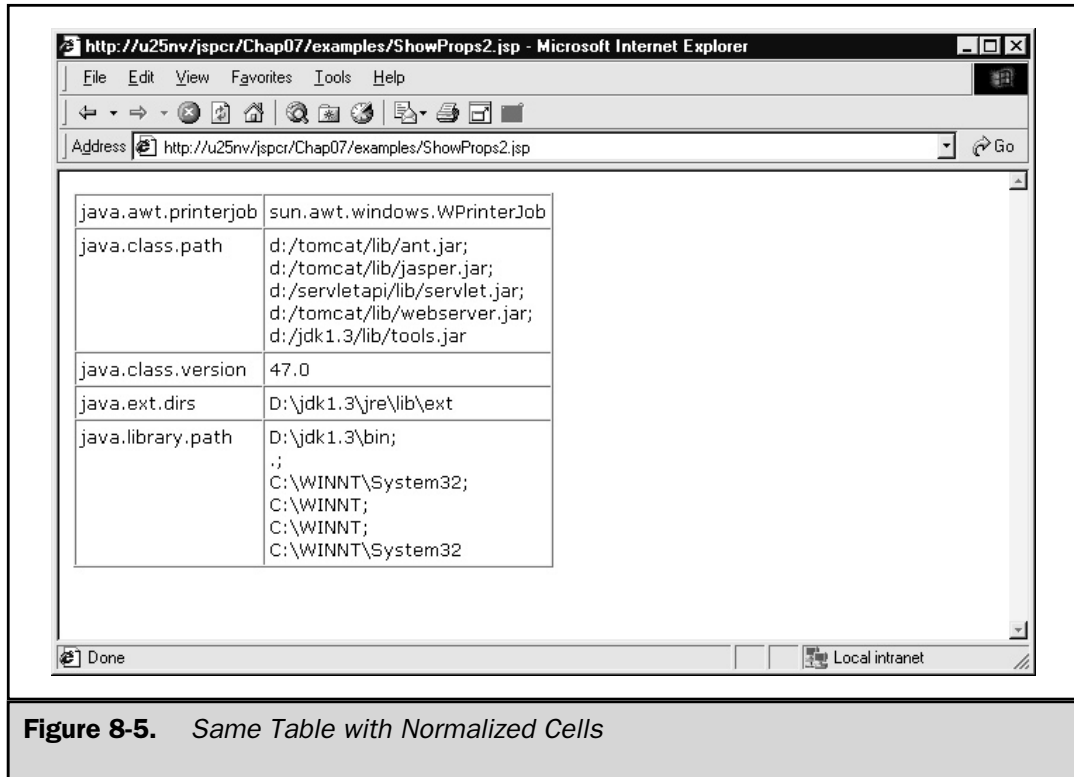 http://u25nv/jspcr/Chap07/examples/ShowProps2.jsp - Microsoft Internet Explorer
File Edit View Favorites Tools Help
Address http://u25nv/jspcr/Chap07/examples/ShowProps2.jsp Go
java.awt.printerjob sun.awt.windows.WPrinterJob
java.class.path d:/tomcat/lib/ant.jar;
d:/tomcat/lib/jasper.jar;
d:/servletapi/lib/servlet.jar;
d:/tomcat/lib/webserver.jar;
d:/jdk1.3/lib/tools.jar
java.class.version 47.0
java.ext.dirs D:\jdk1.3\jre\lib\ext
java.library.path D:\jdk1.3\bin;
.;
C:\WINNT\System32;
C:\WINNT;
C:\WINNT;
C:\WINNT\System32
Done Local intranet
Figure 8-5. Same Table with Normalized Cells